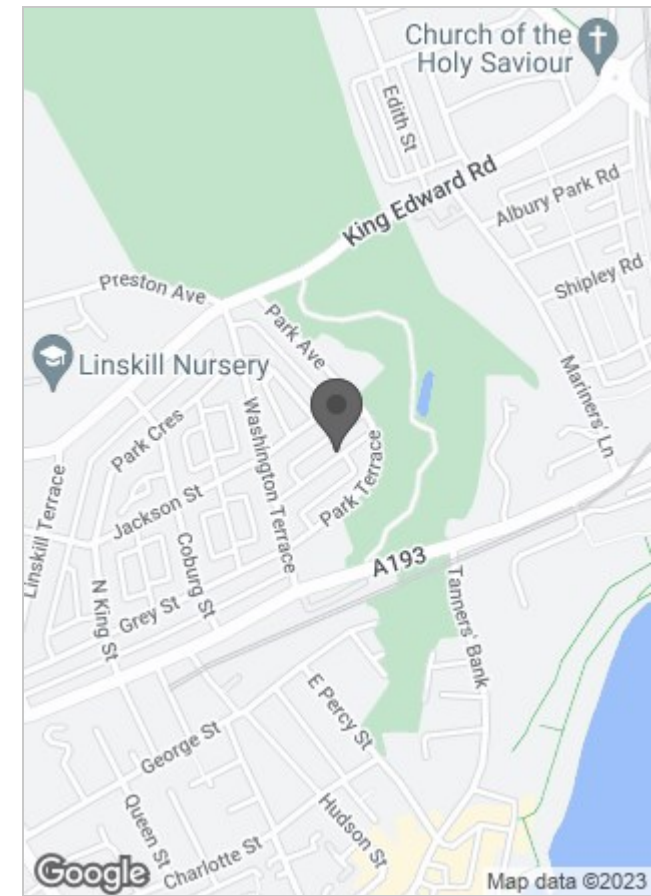 Church of the
Holy Saviour
Edith St
King Edward Rd
Albury Park Rd
Shipley Rd
Preston Ave
Park Ave
Linskill Nursery
Mariners' Ln
Park Cres
Washington Terrace
Park Terrace
Jackson St
Linskill Terrace
Coburg St
A193
Grey St
N King St
Tanners' Bank
E Percy St
George St
Queen St
Hudson St
Charlotte St
Google
Map data ©2023